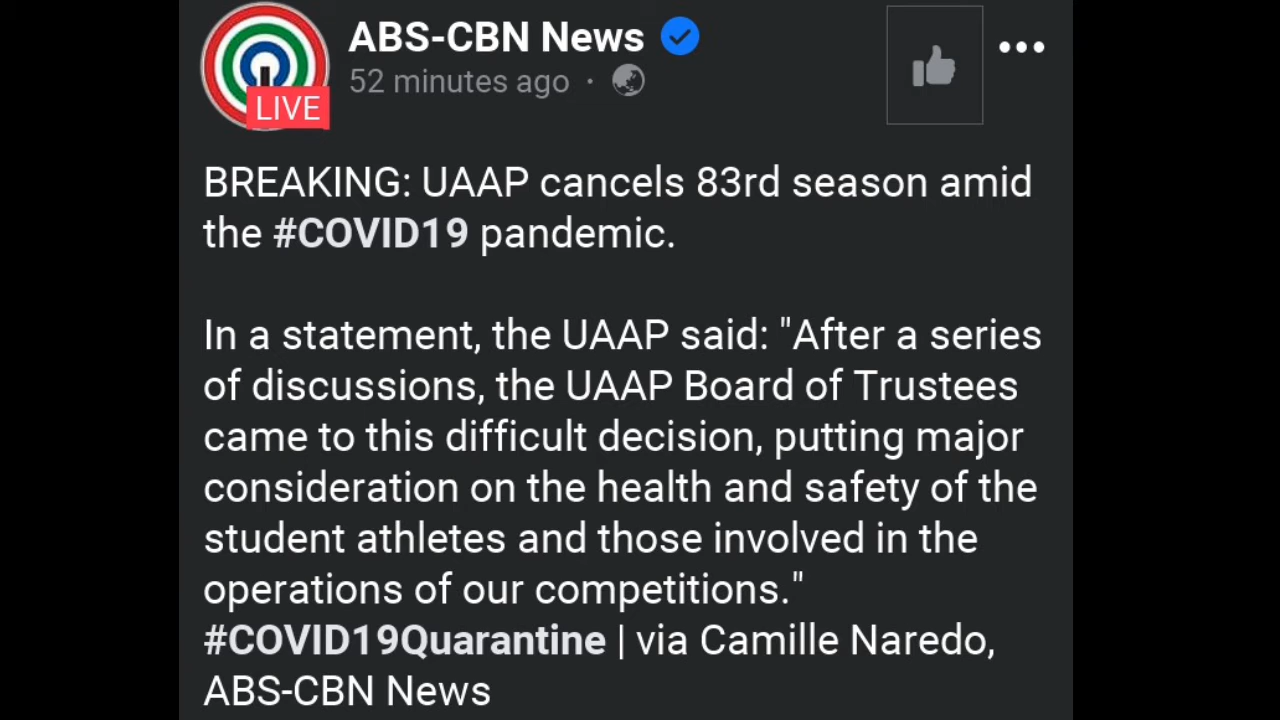 ABS-CBN News
52 minutes ago ·
LIVE
BREAKING: UAAP cancels 83rd season amid
the #COVID19 pandemic.
In a statement, the UAAP said: "After a series
of discussions, the UAAP Board of Trustees
came to this difficult decision, putting major
consideration on the health and safety of the
student athletes and those involved in the
operations of our competitions."
#COVID19Quarantine | via Camille Naredo,
ABS-CBN News